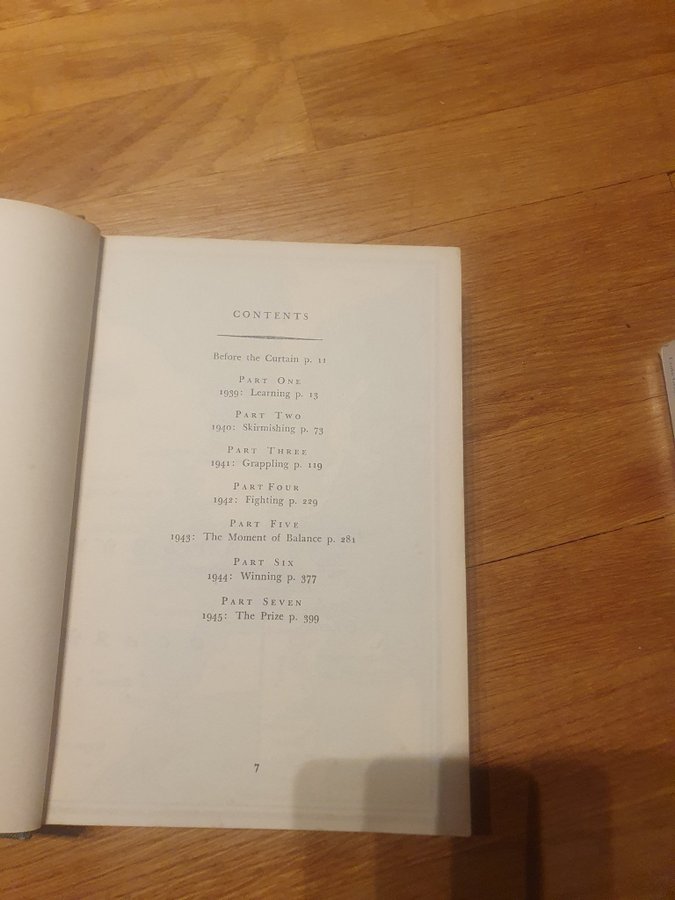 CONTENTS
Before the Curtain p. 11
PART ONE
1939: Learning p. 13
PART TWO
1940: Skirmishing p. 73
PART THREE
1941: Grappling p. 119
PART FOUR
1942: Fighting p. 229
PART FIVE
1943: The Moment of Balance p. 281
PART SIX
1944: Winning p. 377
PART SEVEN
1945: The Prize p. 399
7